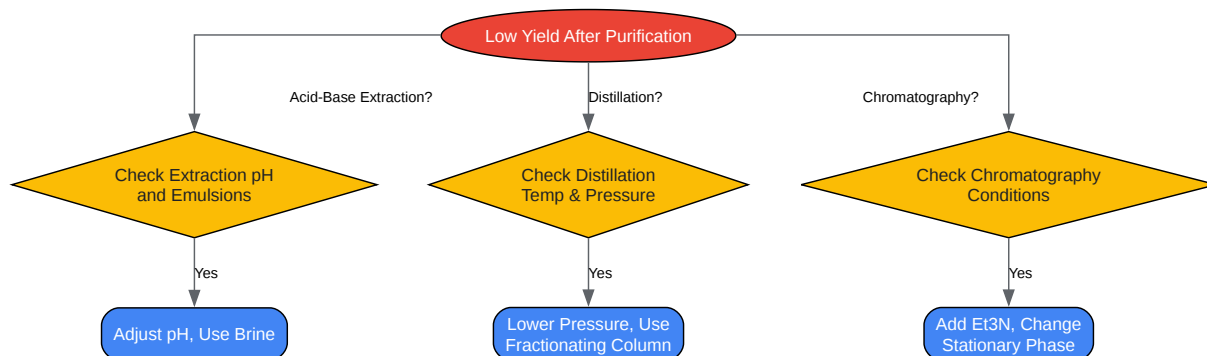 Low Yield After Purification
Acid-Base Extraction?
Distillation?
Chromatography?
Check Extraction pH
and Emulsions
Check Distillation
Temp & Pressure
Check Chromatography
Conditions
Yes
Yes
Yes
Adjust pH, Use Brine
Lower Pressure, Use
Fractionating Column
Add Et3N, Change
Stationary Phase